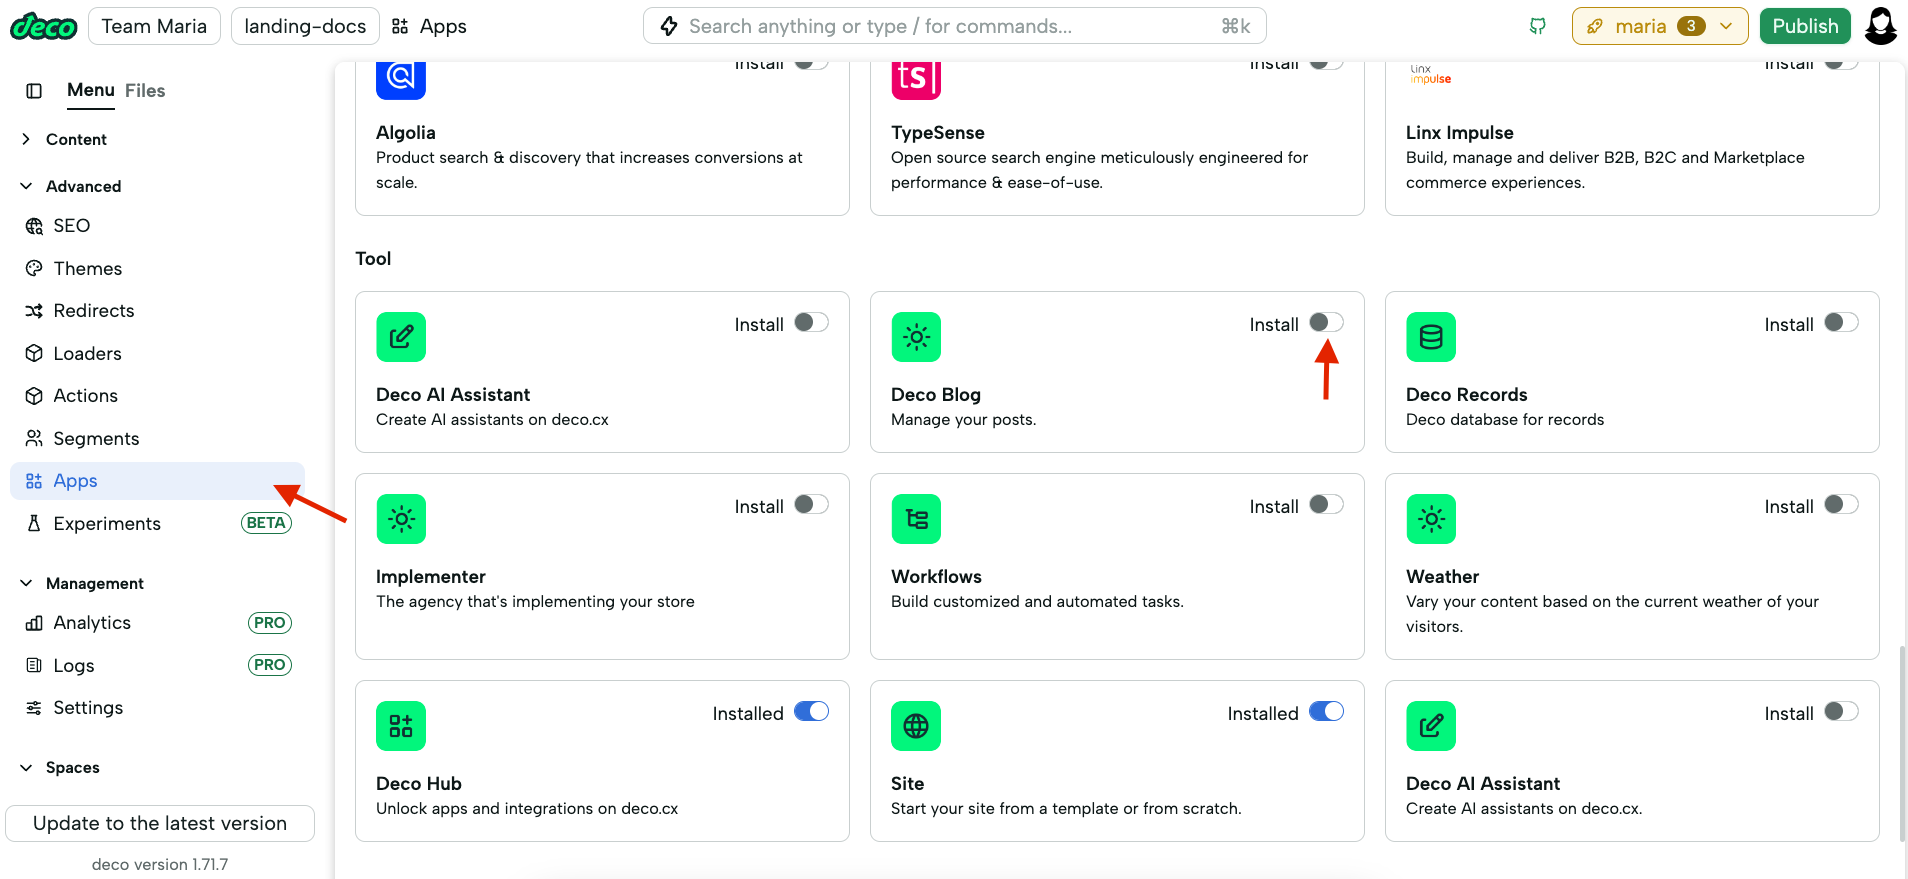 deco
Team Maria
landing-docs
Apps
Search anything or type / for commands...
⌘k
maria
3
Publish
Menu
Files
Content
Advanced
SEO
Themes
Redirects
Loaders
Actions
Segments
Apps
Experiments
BETA
Management
Analytics
PRO
Logs
PRO
Settings
Spaces
Update to the latest version
deco version 1.71.7
Install
Algolia
Product search & discovery that increases conversions at
scale.
Install
ts
TypeSense
Open source search engine meticulously engineered for
performance & ease-of-use.
Install
linx
impulse
Linx Impulse
Build, manage and deliver B2B, B2C and Marketplace
commerce experiences.
Tool
Install
Deco AI Assistant
Create AI assistants on deco.cx
Install
Deco Blog
Manage your posts.
Install
Deco Records
Deco database for records
Install
Implementer
The agency that's implementing your store
Install
Workflows
Build customized and automated tasks.
Install
Weather
Vary your content based on the current weather of your
visitors.
Installed
Deco Hub
Unlock apps and integrations on deco.cx
Installed
Site
Start your site from a template or from scratch.
Install
Deco AI Assistant
Create AI assistants on deco.cx.